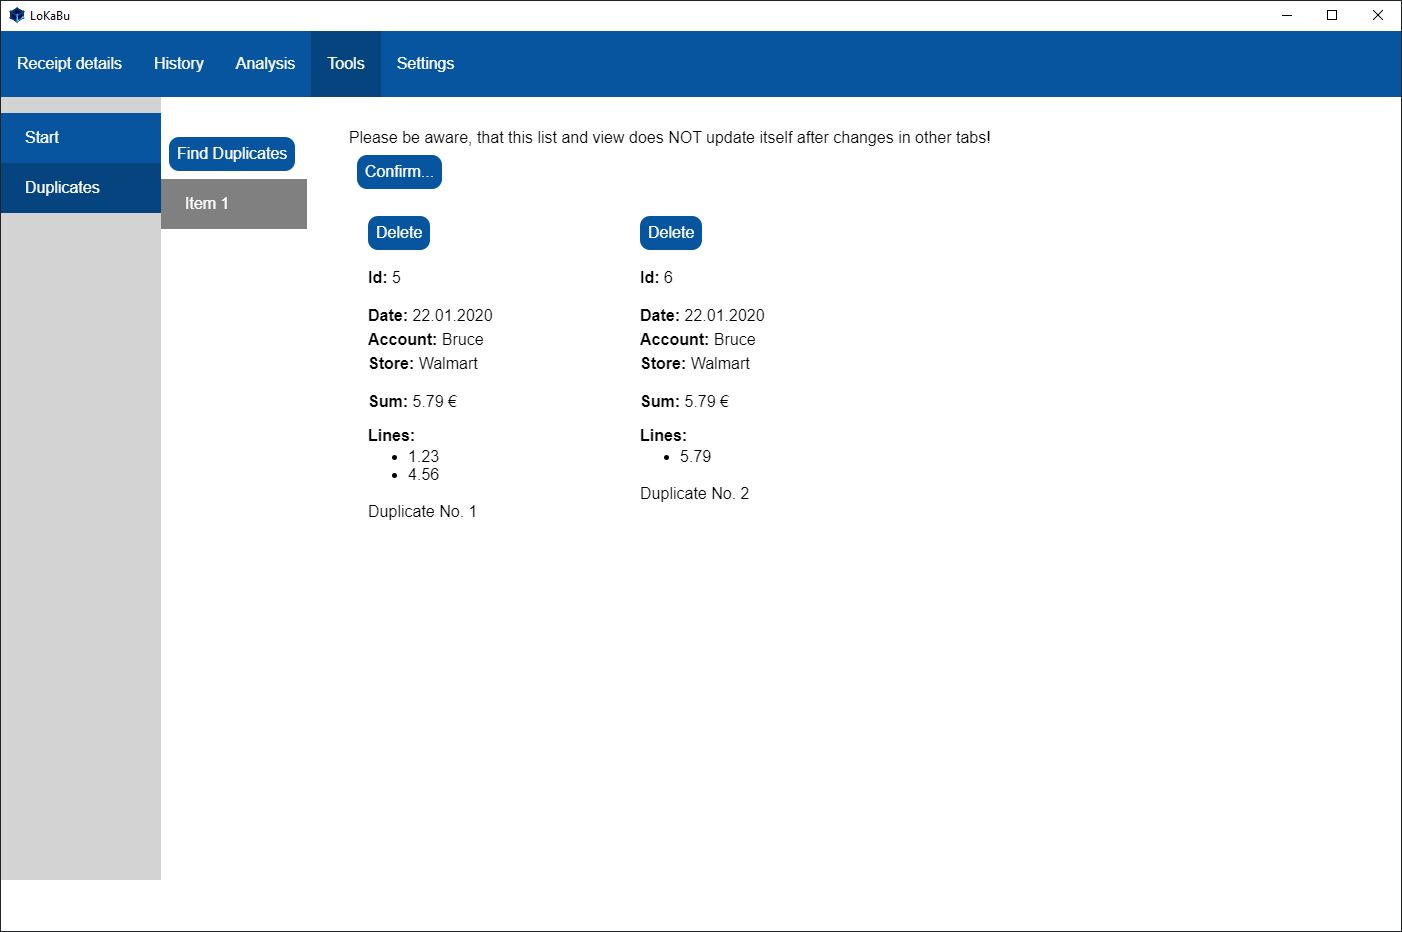 LoKaBu
Receipt details History Analysis Tools Settings
Start
Duplicates
Find Duplicates
Item 1
Please be aware, that this list and view does NOT update itself after changes in other tabs!
Confirm...
Delete
Id: 5
Date: 22.01.2020
Account: Bruce
Store: Walmart
Sum: 5.79 €
Lines:
• 1.23
• 4.56
Duplicate No. 1
Delete
Id: 6
Date: 22.01.2020
Account: Bruce
Store: Walmart
Sum: 5.79 €
Lines:
• 5.79
Duplicate No. 2